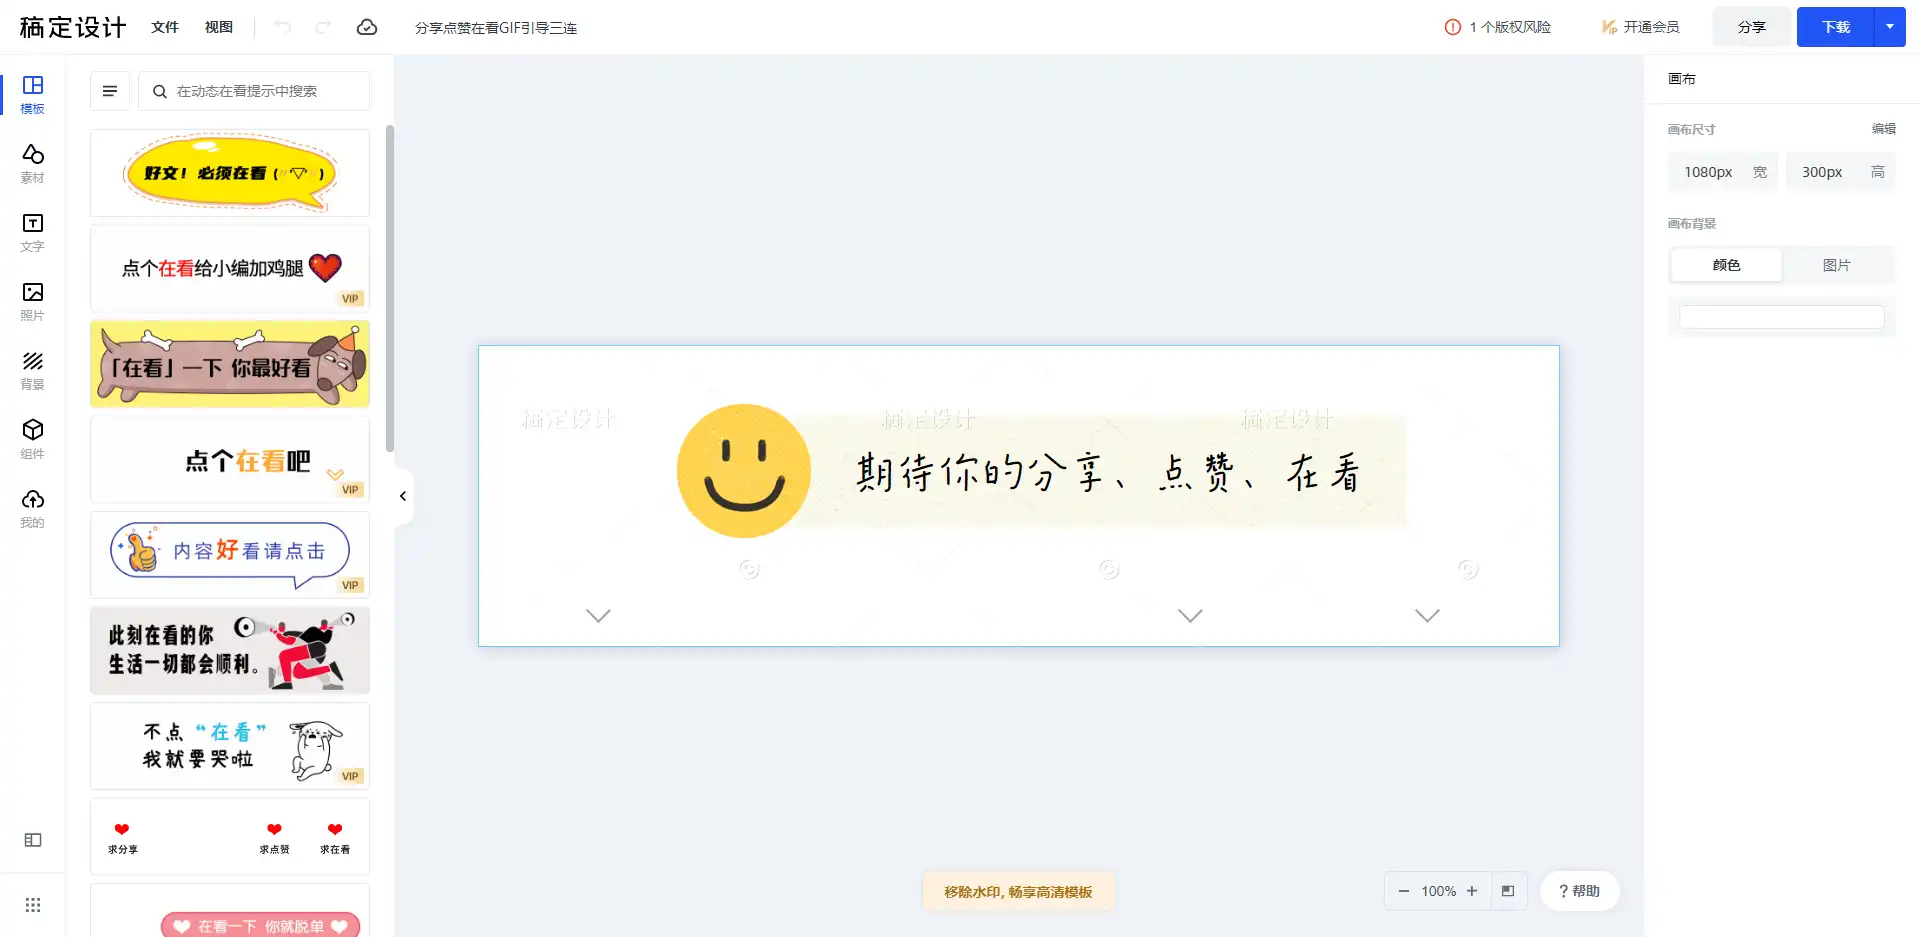 稿定设计 文件 视图 分享点赞在看GIF引导三连 1 个版权风险 开通会员 分享 下载
模板
素材
文字
照片
背景
组件
我的
在动态在看提示中搜索
好文！必须在看 ( ▽ )
点个在看给小编加鸡腿
VIP
「在看」一下 你最好看
点个在看吧
VIP
内容好看请点击
VIP
此刻在看的你
生活一切都会顺利。
不点“在看”
我就要哭啦
VIP
求分享 求点赞 求在看
在看一下 你就脱单
稿定设计 稿定设计 稿定设计
期待你的分享、点赞、在看
移除水印, 畅享高清模板
100%
? 帮助
画布
画布尺寸 编辑
1080px 宽 300px 高
画布背景
颜色 图片